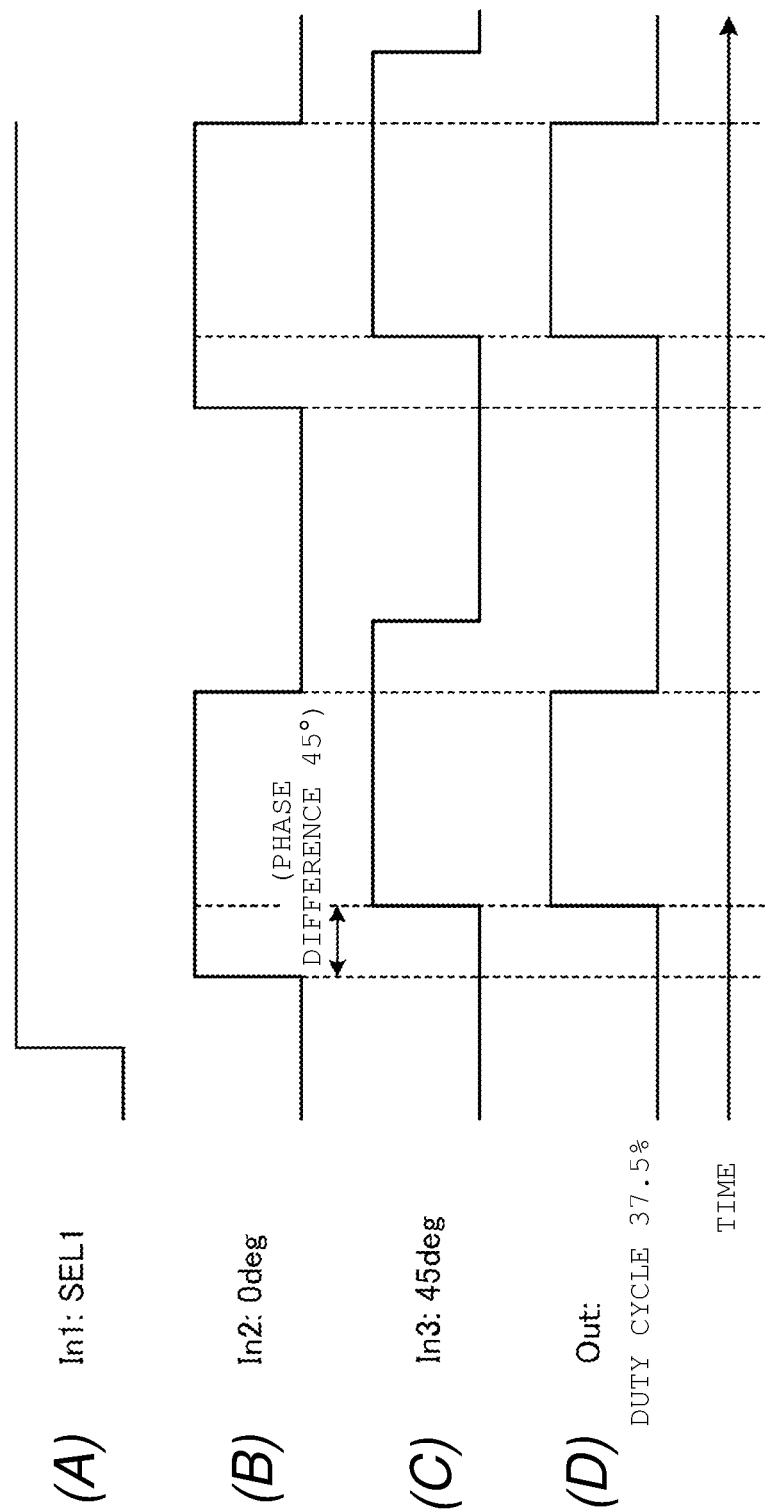 (A) In1: SEL1
(B) In2: 0deg
(PHASE
DIFFERENCE 45°)
(C) In3: 45deg
(D) Out:
DUTY CYCLE 37.5%
TIME